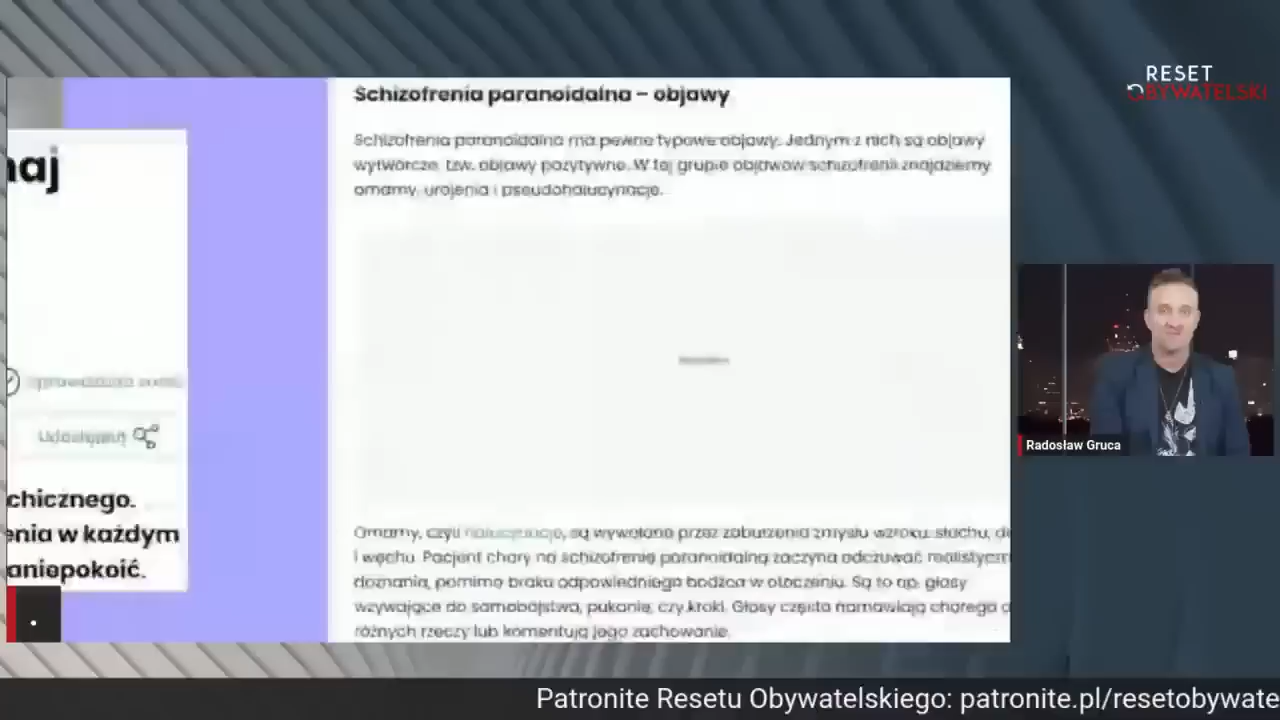 RESET
OBYWATELSKI
Schizofrenia paranoidalna – objawy
Schizofrenia paranoidalna ma pewne typowe objawy. Jednym z nich są objawy
wytwórcze, tzw. objawy pozytywne. W tej grupie objawów schizofrenii znajdziemy
omamy, urojenia i pseudohalucynacje.
naj
Udostępnij
chicznego.
enia w każdym
aniepokoić.
Omamy, czyli halucynacje, są wywołane przez zaburzenia zmysłu wzroku, słuchu, do
i węchu. Pacjent chory na schizofrenię paranoidalną zaczyna odczuwać realistyczn
doznania, pomimo braku odpowiedniego bodźca w otoczeniu. Są to np. głosy
wzywające do samobójstwa, pukanie, czy kroki. Głosy często namawiają chorego d
różnych rzeczy lub komentują jego zachowanie.
Radosław Gruca
Patronite Resetu Obywatelskiego: patronite.pl/resetobywate